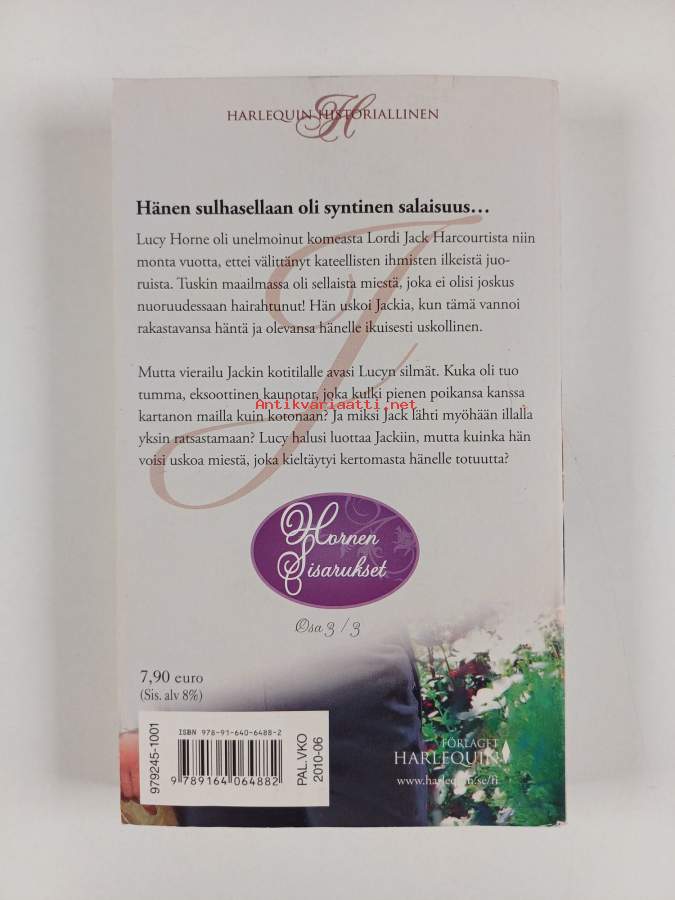 HARLEQUIN HISTORIALLINEN
H
Hänen sulhasellaan oli syntinen salaisuus…
J
Lucy Horne oli unelmoinut komeasta Lordi Jack Harcourtista niin
monta vuotta, ettei välittänyt kateellisten ihmisten ilkeistä juo-
ruista. Tuskin maailmassa oli sellaista miestä, joka ei olisi joskus
nuoruudessaan hairahtunut! Hän uskoi Jackia, kun tämä vannoi
rakastavansa häntä ja olevansa hänelle ikuisesti uskollinen.
Mutta vierailu Jackin kotitilalle avasi Lucyn silmät. Kuka oli tuo
tumma, eksoottinen kaunotar, joka kulki pienen poikansa kanssa
Antikvariaatti.net
kartanon mailla kuin kotonaan? Ja miksi Jack lähti myöhään illalla
yksin ratsastamaan? Lucy halusi luottaa Jackiin, mutta kuinka hän
voisi uskoa miestä, joka kieltäytyi kertomasta hänelle totuutta?
Hornen
Sisarukset
Osa 3/3
7,90 euro
(Sis. alv 8%)
979245-1001
ISBN 978-91-640-6488-2
9 789164 064882
PAL.VKO
2010-06
FÖRLAGET
HARLEQUIN
www.harlequin.se/fi